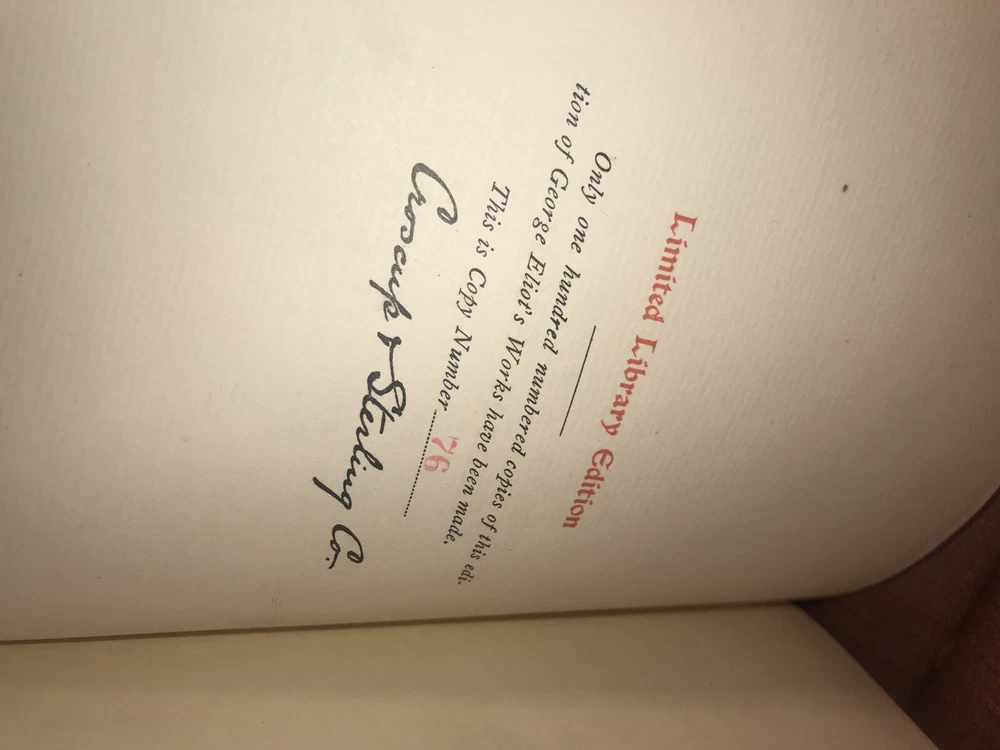 Limited Library Edition
Only one hundred numbered copies of this edi-
tion of George Eliot's Works have been made.
This is Copy Number 76
Croscup & Sterling Co.